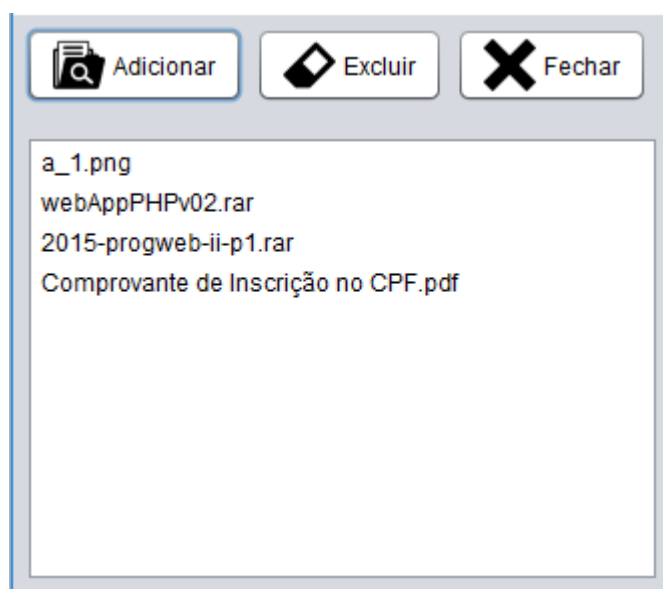 Adicionar Excluir Fechar
a_1.png
webAppPHPv02.rar
2015-progweb-ii-p1.rar
Comprovante de Inscrição no CPF.pdf